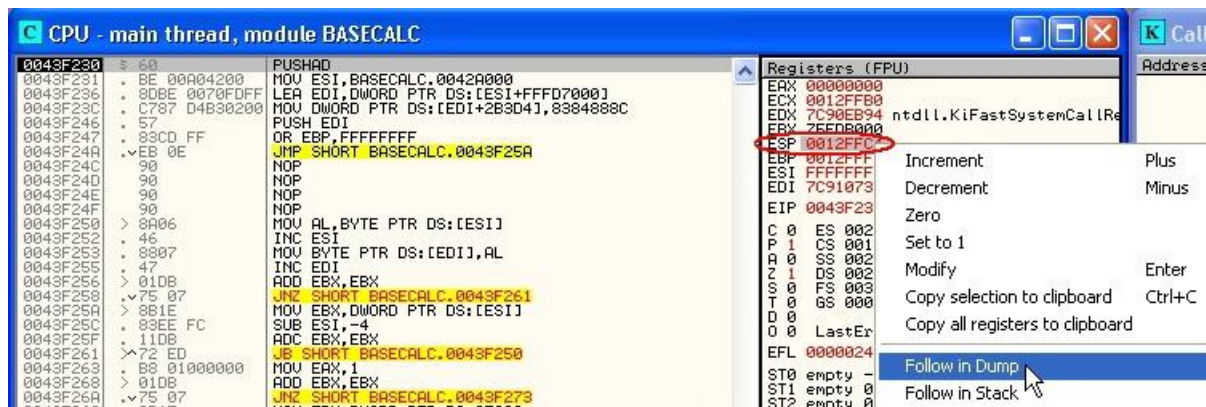 C CPU - main thread, module BASECALC
K Cal
0043F230 $ 60 PUSHAD
0043F231 . BE 00A04200 MOV ESI,BASECALC.0042A000
0043F236 . 8DBE 0070FDFF LEA EDI,DWORD PTR DS:[ESI+FFFD7000]
0043F23C . C787 D4B30200 MOV DWORD PTR DS:[EDI+2B3D4],8384888C
0043F246 . 57 PUSH EDI
0043F247 . 83CD FF OR EBP,FFFFFFFF
0043F24A .vEB 0E JMP SHORT BASECALC.0043F25A
0043F24C 90 NOP
0043F24D 90 NOP
0043F24E 90 NOP
0043F24F 90 NOP
0043F250 > 8A06 MOV AL,BYTE PTR DS:[ESI]
0043F252 . 46 INC ESI
0043F253 . 8807 MOV BYTE PTR DS:[EDI],AL
0043F255 . 47 INC EDI
0043F256 > 01DB ADD EBX,EBX
0043F258 .v75 07 JNZ SHORT BASECALC.0043F261
0043F25A > 8B1E MOV EBX,DWORD PTR DS:[ESI]
0043F25C . 83EE FC SUB ESI,-4
0043F25F . 11DB ADC EBX,EBX
0043F261 >^72 ED JB SHORT BASECALC.0043F250
0043F263 . B8 01000000 MOV EAX,1
0043F268 > 01DB ADD EBX,EBX
0043F26A .v75 07 JNZ SHORT BASECALC.0043F273
Registers (FPU)
EAX 00000000
ECX 0012FFB0
EDX 7C90EB94 ntdll.KiFastSystemCallRe
EBX
ESP 0012FFC
EBP 0012FFF
ESI FFFFFFF
EDI 7C91073
EIP 0043F23
C 0 ES 002
P 1 CS 001
A 0 SS 002
Z 1 DS 002
S 0 FS 003
T 0 GS 000
D 0
O 0 LastEr
EFL 0000024
ST0 empty -
ST1 empty 0
ST2 empty 0
Increment Plus
Decrement Minus
Zero
Set to 1
Modify Enter
Copy selection to clipboard Ctrl+C
Copy all registers to clipboard
Follow in Dump
Follow in Stack
Address